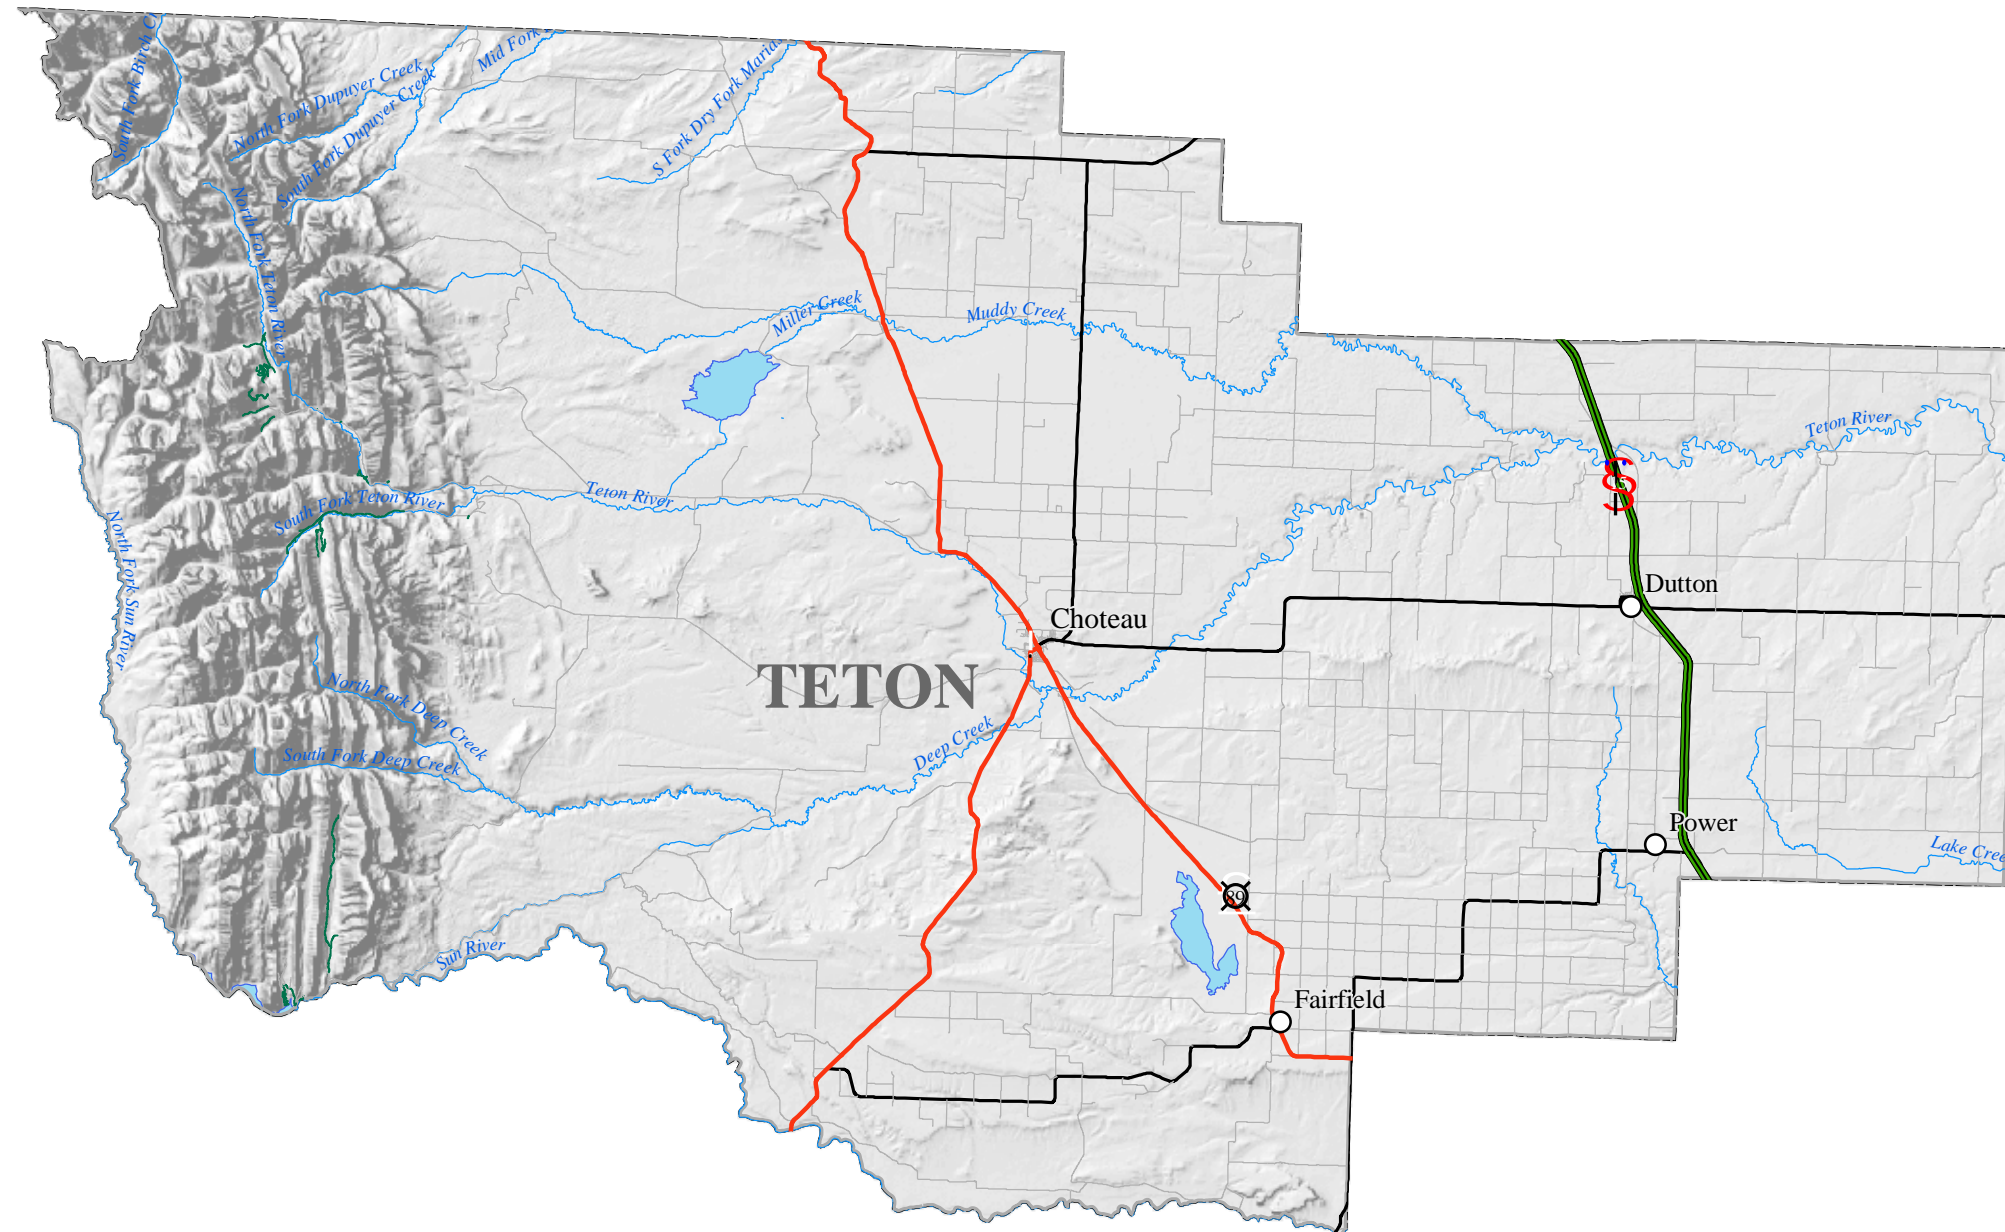 South Fork Birch
North Fork Dupuyer Creek
South Fork Dupuyer Creek
Mid Fork
S Fork Dry Fork Marias
North Fork Teton River
Miller Creek
Muddy Creek
Teton River
South Fork Teton River
Teton River
North Fork Sun River
Dutton
Choteau
TETON
North Fork Deep Creek
South Fork Deep Creek
Deep Creek
Power
Lake Cree
89
Sun River
Fairfield